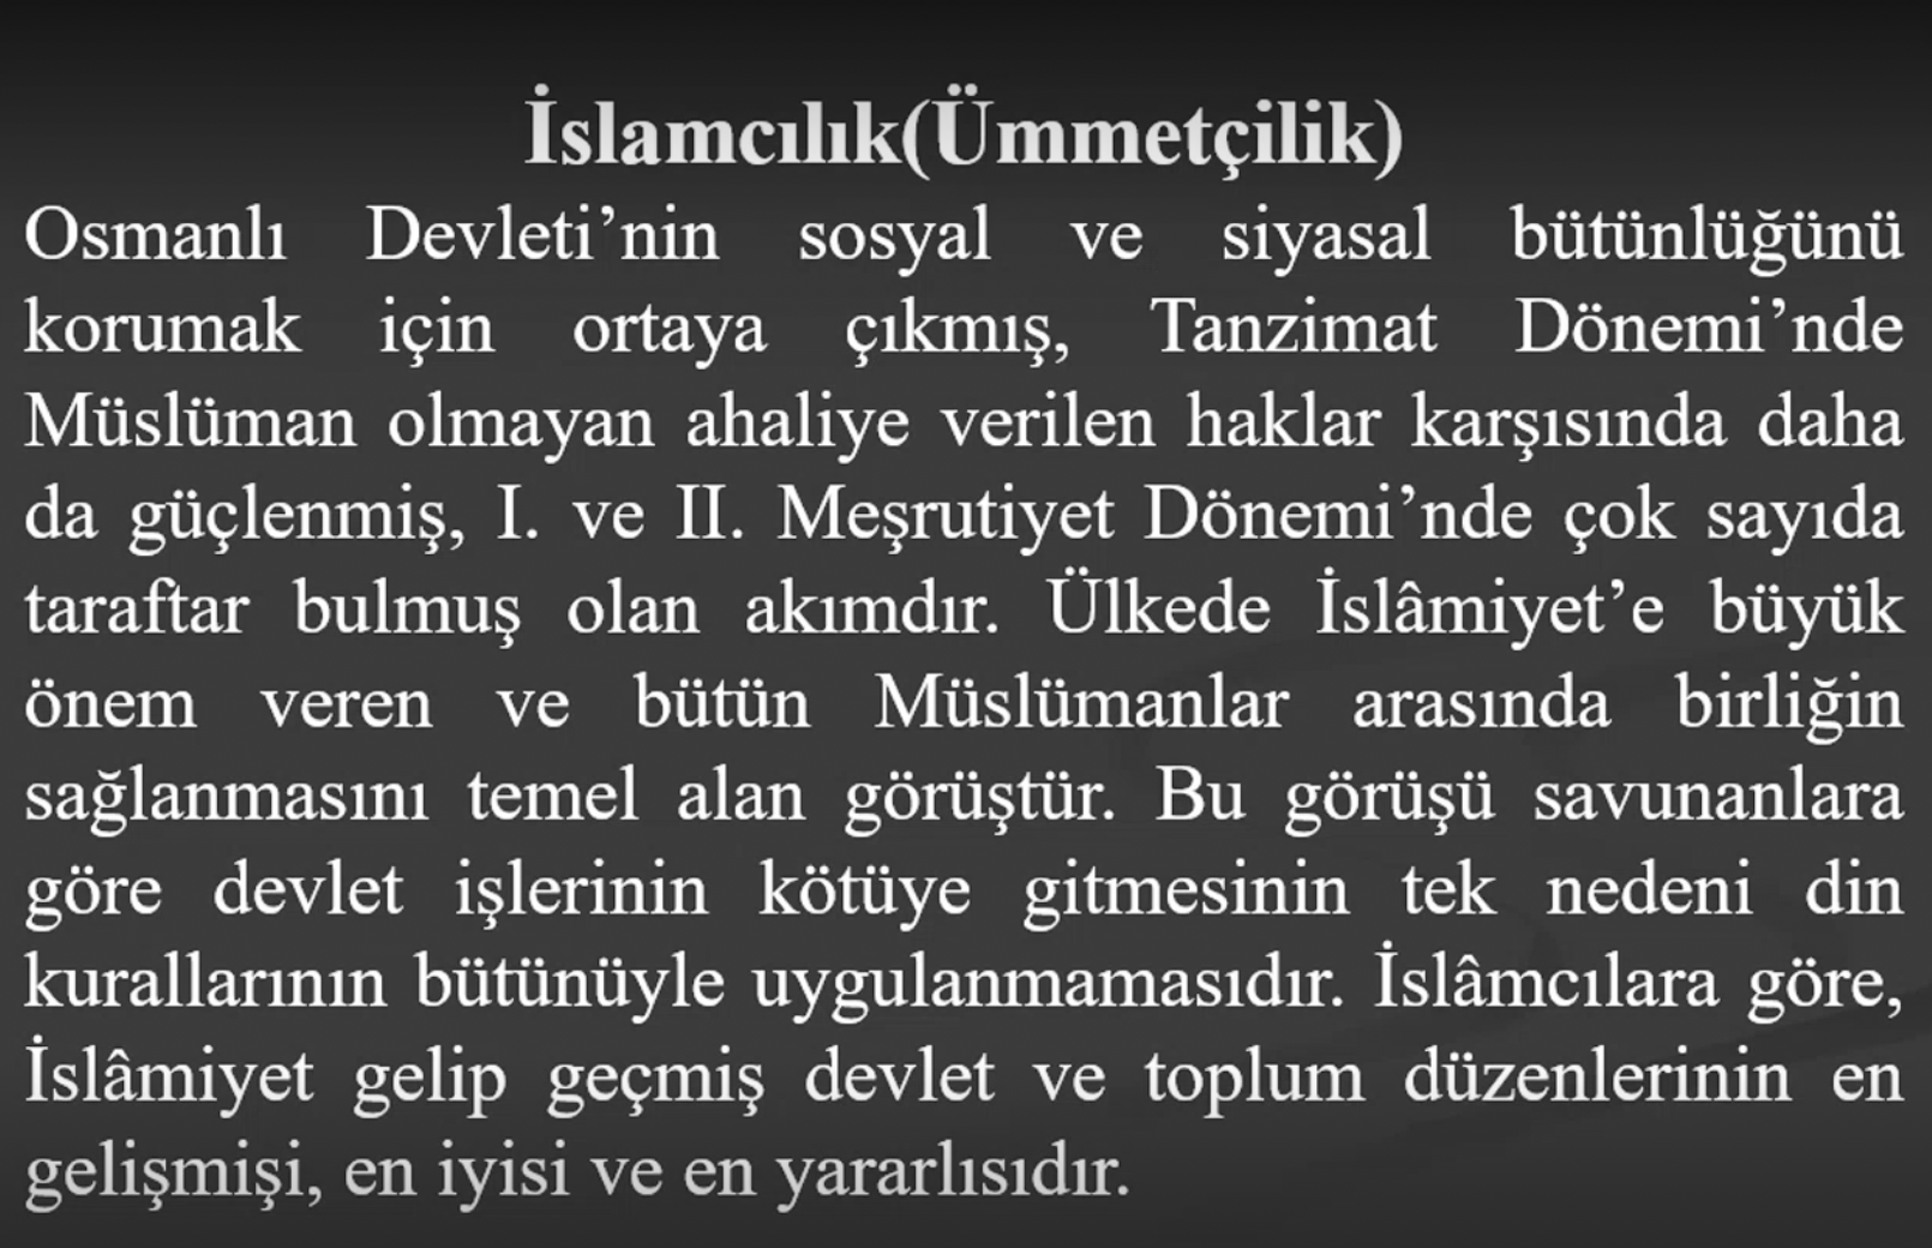 İslamcılık(Ümmetçilik)
Osmanlı Devleti’nin sosyal ve siyasal bütünlüğünü
korumak için ortaya çıkmış, Tanzimat Dönemi’nde
Müslüman olmayan ahaliye verilen haklar karşısında daha
da güçlenmiş, I. ve II. Meşrutiyet Dönemi’nde çok sayıda
taraftar bulmuş olan akımdır. Ülkede İslâmiyet’e büyük
önem veren ve bütün Müslümanlar arasında birliğin
sağlanmasını temel alan görüştür. Bu görüşü savunanlara
göre devlet işlerinin kötüye gitmesinin tek nedeni din
kurallarının bütünüyle uygulanmamasıdır. İslâmcılara göre,
İslâmiyet gelip geçmiş devlet ve toplum düzenlerinin en
gelişmişi, en iyisi ve en yararlısıdır.